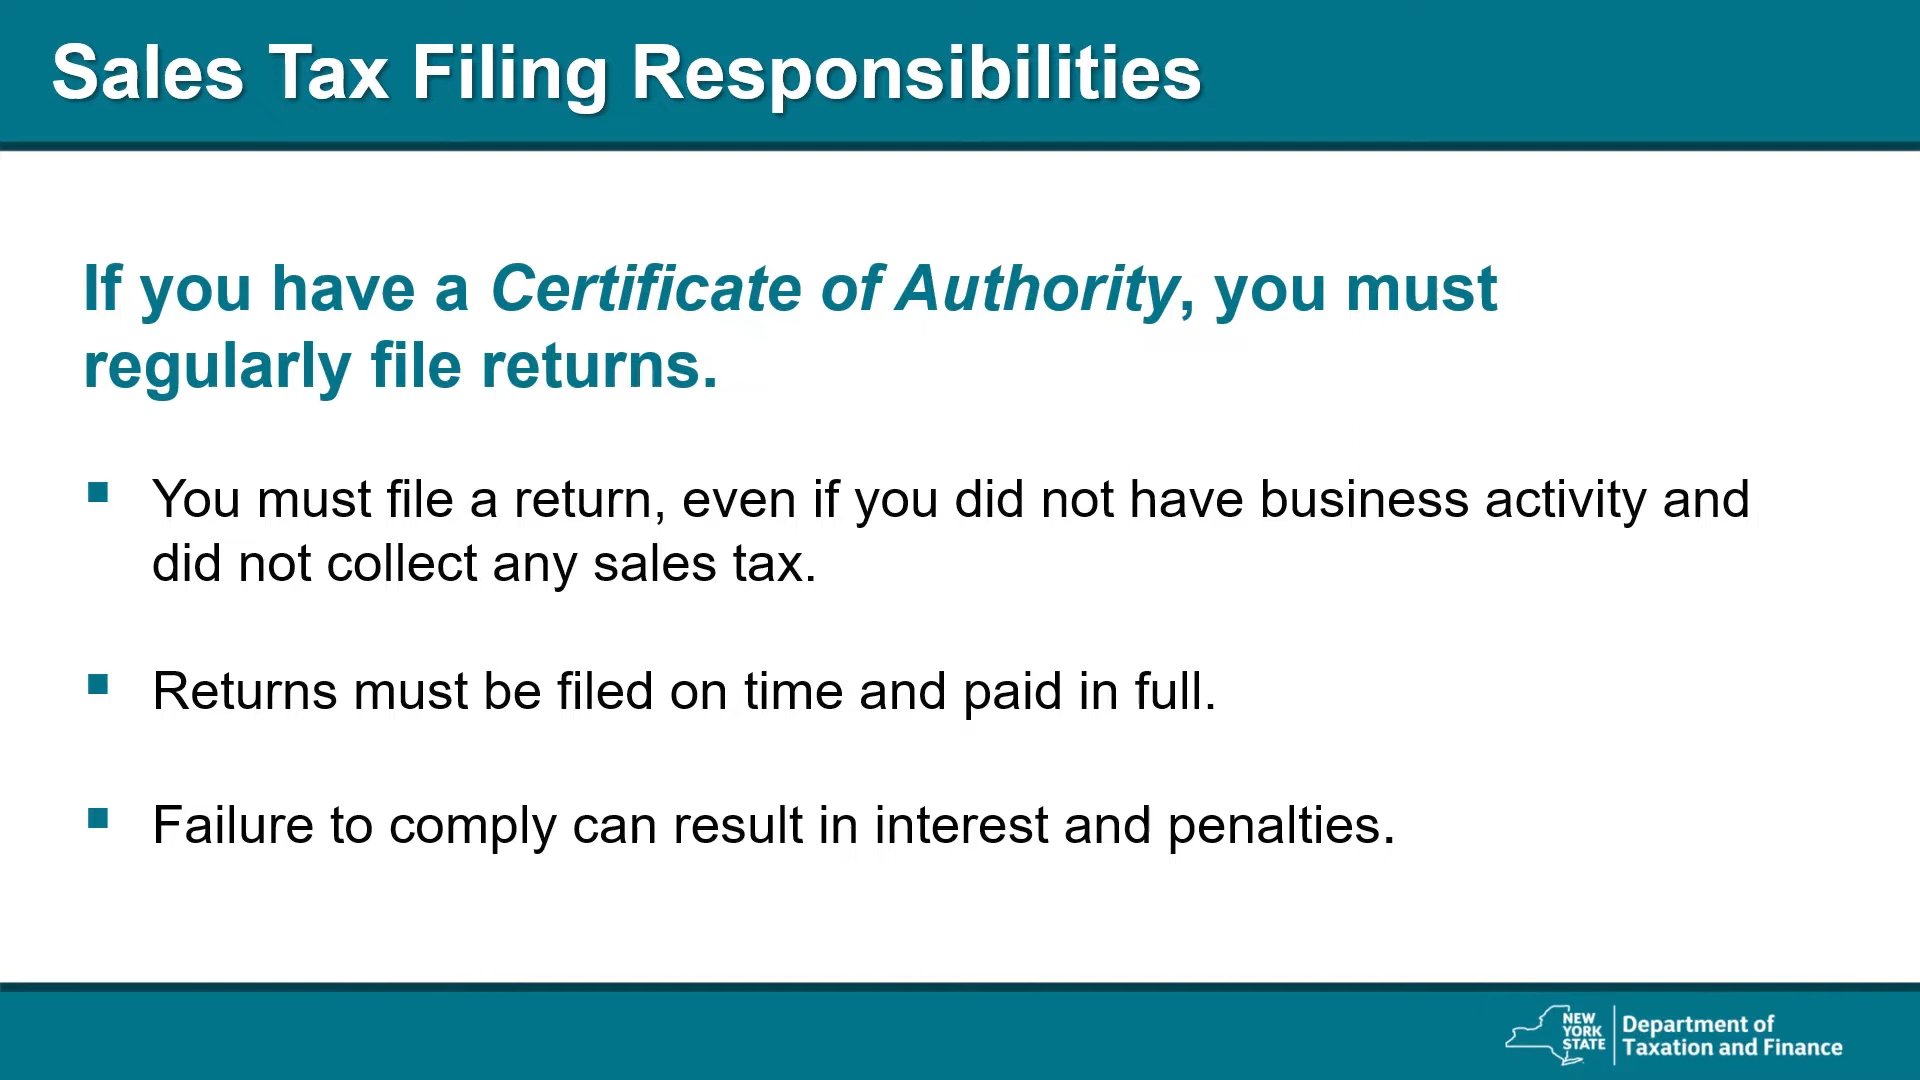 Sales Tax Filing Responsibilities
If you have a Certificate of Authority, you must
regularly file returns.
You must file a return, even if you did not have business activity and
did not collect any sales tax.
Returns must be filed on time and paid in full.
Failure to comply can result in interest and penalties.
NEW
YORK
STATE
Department of
Taxation and Finance